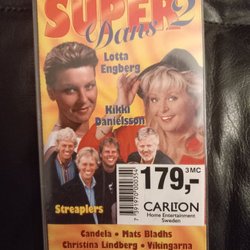 SUPER
Dans 2
Lotta
Engberg
Kikki
Danielsson
179,-
3MC
CARLTON
Home Entertainment
Sweden
Streaplers
Candela • Mats Bladhs
Christina Lindberg • Vikingarna